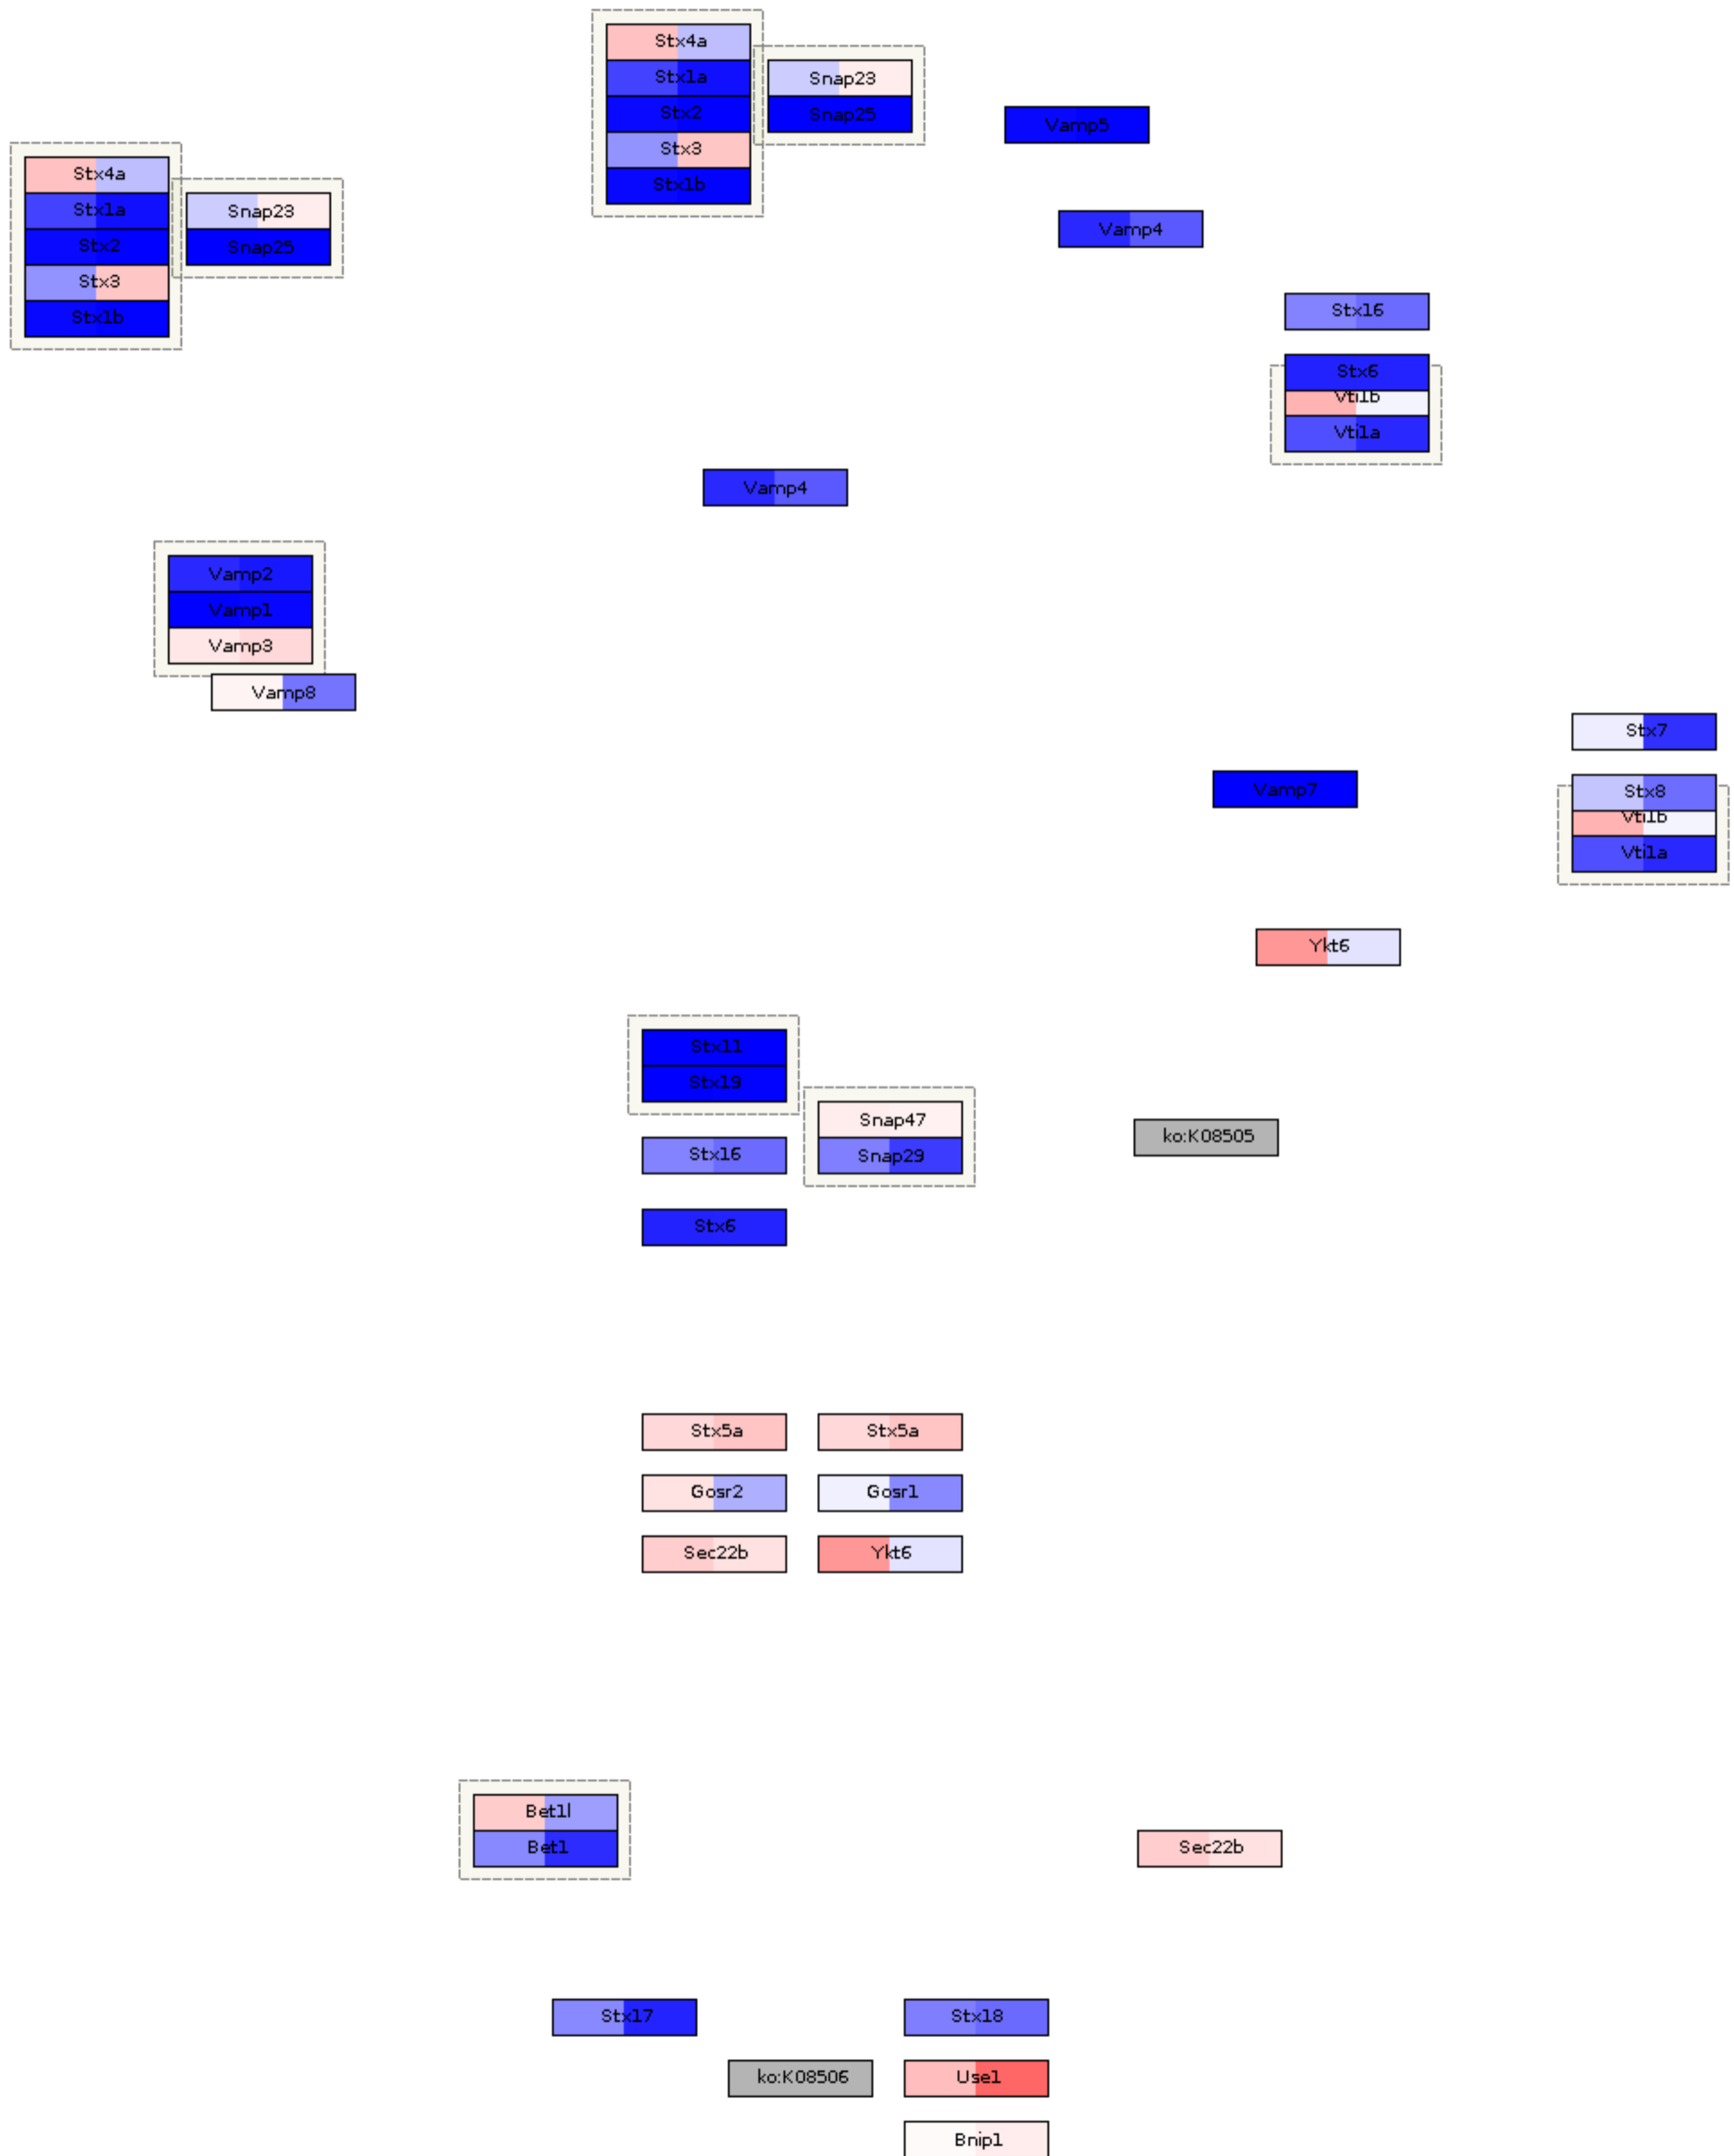 Stx4a
Stx1a
Stx2
Stx3
Stx1b
Snap23
Snap25
Vamp5
Vamp4
Stx4a
Stx1a
Stx2
Stx3
Stx1b
Snap23
Snap25
Stx16
Stx6
Vti1b
Vti1a
Vamp4
Vamp2
Vamp1
Vamp3
Vamp8
Stx7
Stx8
Vti1b
Vti1a
Vamp7
Ykt6
Stx11
Stx19
Snap47
Snap29
ko:K08505
Stx16
Stx6
Stx5a
Stx5a
Gosr2
Gosr1
Sec22b
Ykt6
Bet1l
Bet1
Sec22b
Stx17
Stx18
ko:K08506
Use1
Bnip1